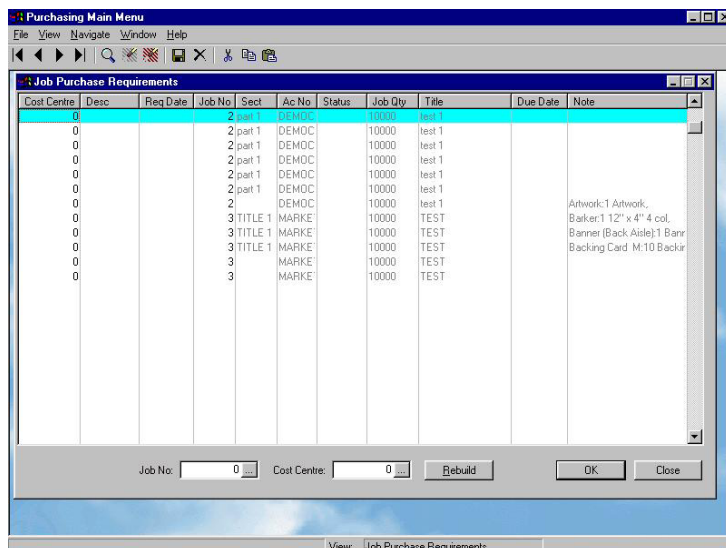 Purchasing Main Menu
File View Navigate Window Help
Job Purchase Requirements
Cost Centre Desc Req Date Job No Sect Ac No Status Job Qty Title Due Date Note
0 2 part 1 DEMOC 10000 test 1
0 2 part 1 DEMOC 10000 test 1
0 2 part 1 DEMOC 10000 test 1
0 2 part 1 DEMOC 10000 test 1
0 2 part 1 DEMOC 10000 test 1
0 2 part 1 DEMOC 10000 test 1
0 2 DEMOC 10000 test 1 Artwork:1 Artwork,
0 3 TITLE 1 MARKE 10000 TEST Barker:1 12" x 4" 4 col,
0 3 TITLE 1 MARKE 10000 TEST Banner (Back Aisle):1 Banr
0 3 TITLE 1 MARKE 10000 TEST Backing Card M:10 Backir
0 3 MARKE 10000 TEST
0 3 MARKE 10000 TEST
Job No: 0 ... Cost Centre: 0 ... Rebuild OK Close
View: Job Purchase Requirements